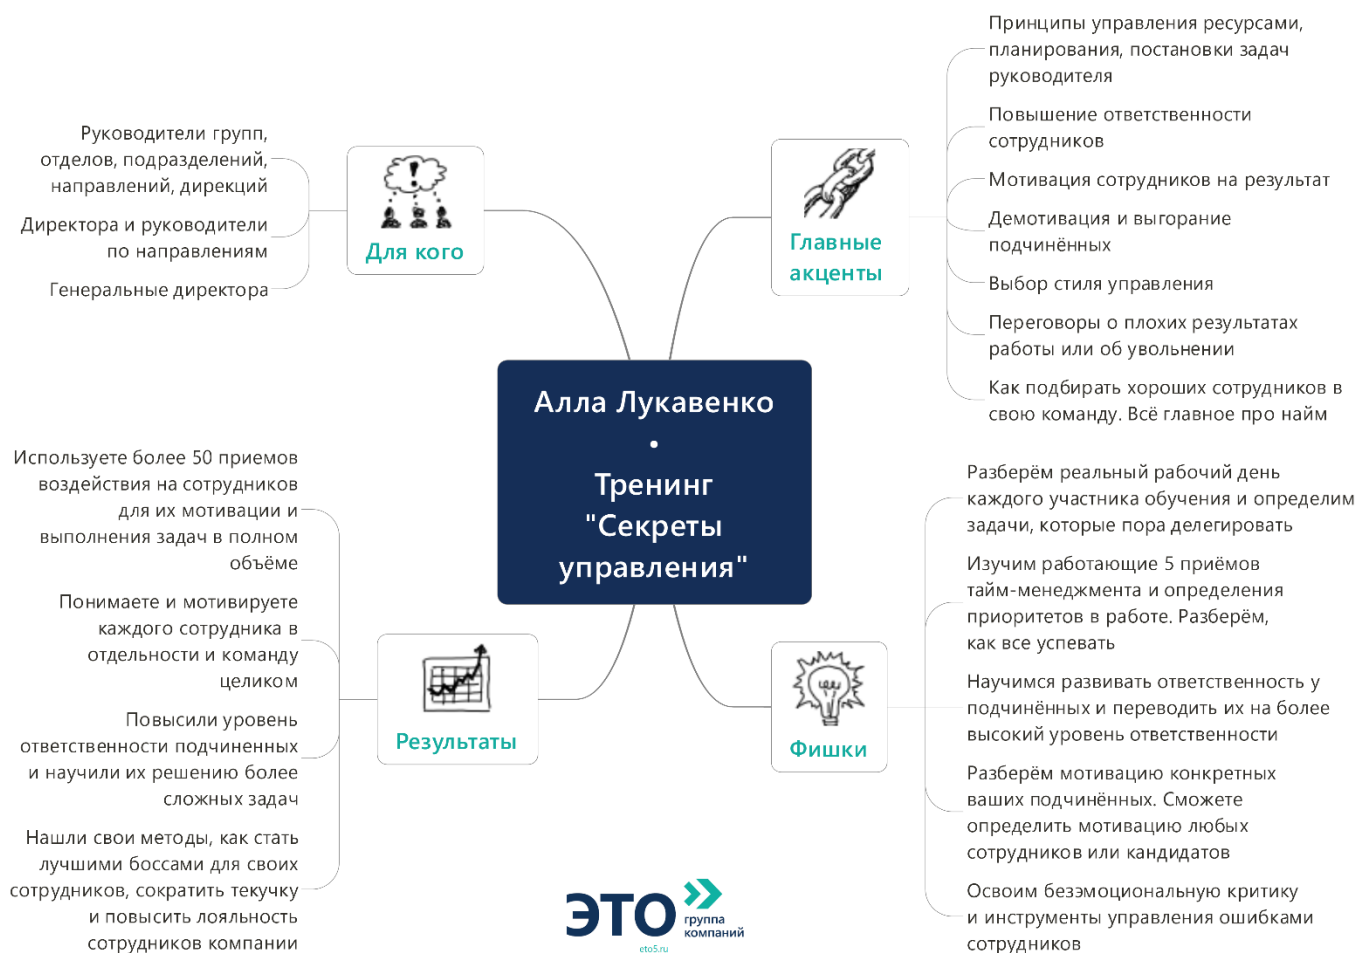 Алла Лукавенко
•
Тренинг
"Секреты
управления"
Для кого
Руководители групп,
отделов, подразделений,
направлений, дирекций
Директора и руководители
по направлениям
Генеральные директора
Главные
акценты
Принципы управления ресурсами,
планирования, постановки задач
руководителя
Повышение ответственности
сотрудников
Мотивация сотрудников на результат
Демотивация и выгорание
подчинённых
Выбор стиля управления
Переговоры о плохих результатах
работы или об увольнении
Как подбирать хороших сотрудников в
свою команду. Всё главное про найм
Результаты
Используете более 50 приемов
воздействия на сотрудников
для их мотивации и
выполнения задач в полном
объёме
Понимаете и мотивируете
каждого сотрудника в
отдельности и команду
целиком
Повысили уровень
ответственности подчиненных
и научили их решению более
сложных задач
Нашли свои методы, как стать
лучшими боссами для своих
сотрудников, сократить текучку
и повысить лояльность
сотрудников компании
Фишки
Разберём реальный рабочий день
каждого участника обучения и определим
задачи, которые пора делегировать
Изучим работающие 5 приёмов
тайм-менеджмента и определения
приоритетов в работе. Разберём,
как все успевать
Научимся развивать ответственность у
подчинённых и переводить их на более
высокий уровень ответственности
Разберём мотивацию конкретных
ваших подчинённых. Сможете
определить мотивацию любых
сотрудников или кандидатов
Освоим безэмоциональную критику
и инструменты управления ошибками
сотрудников
ЭТО
группа
компаний
eto5.ru